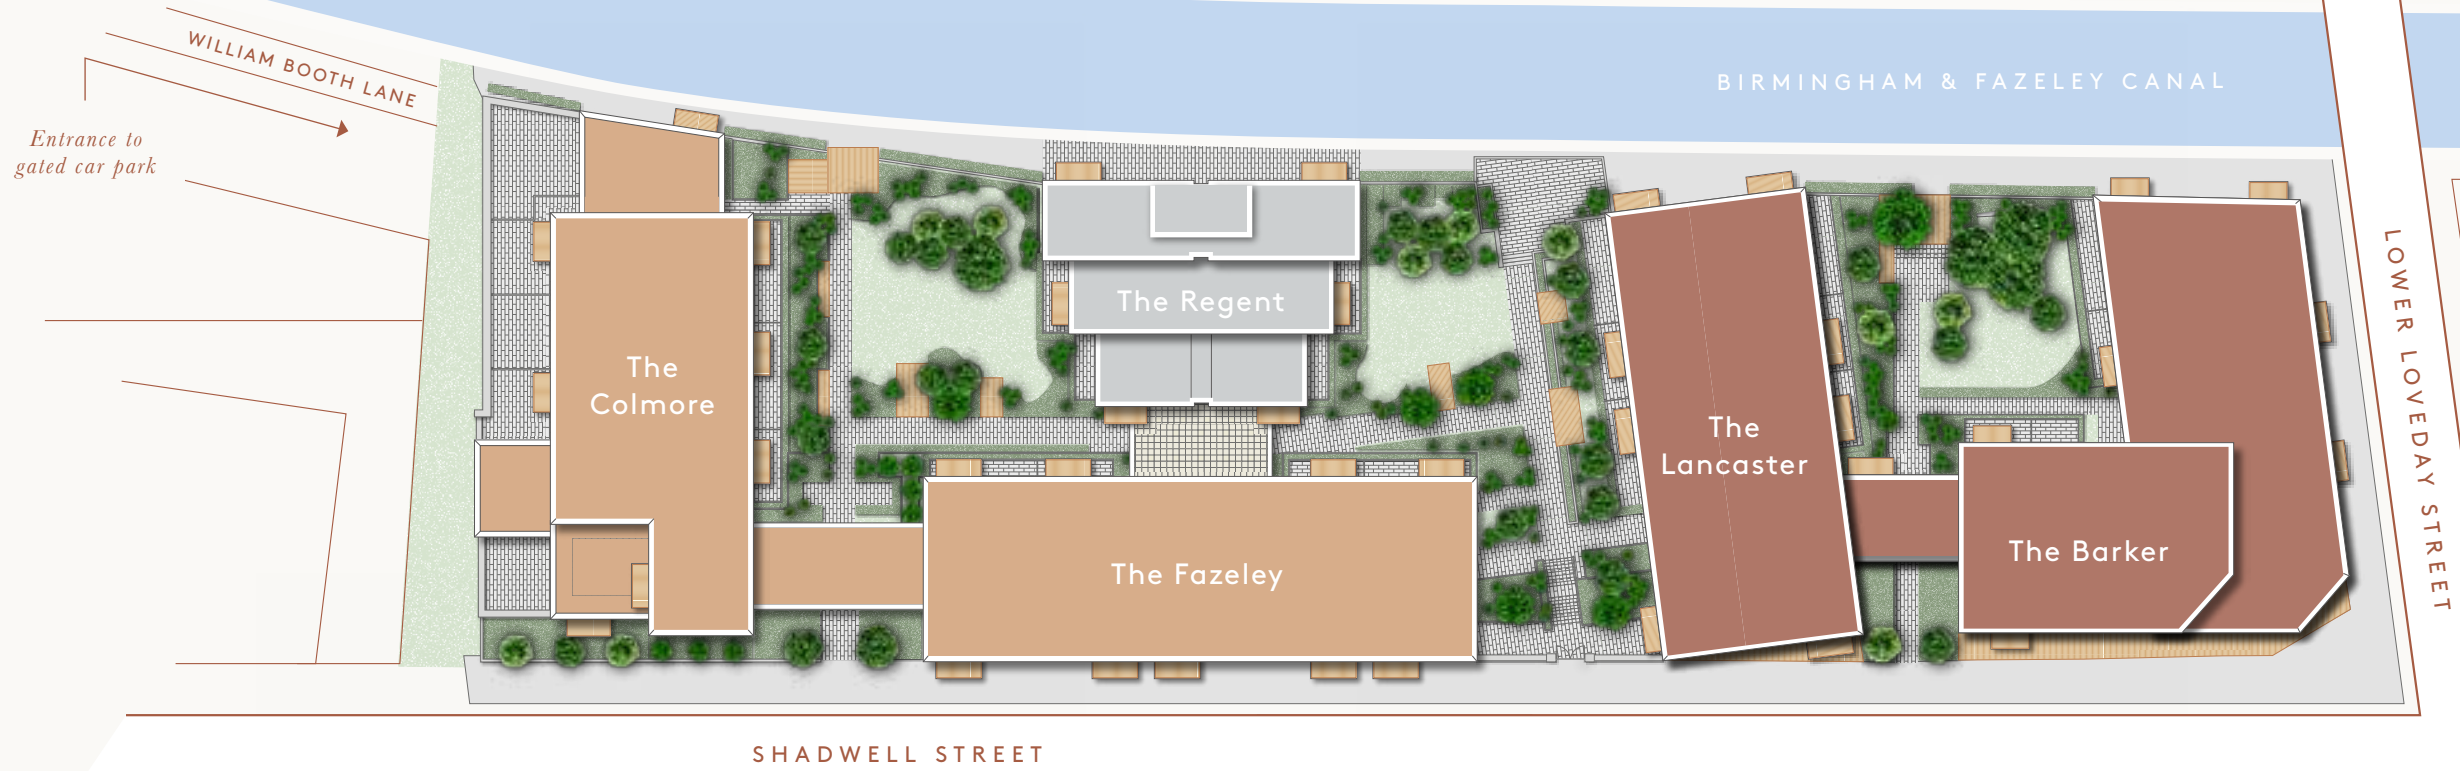 WILLIAM BOOTH LANE
BIRMINGHAM & FAZELEY CANAL
Entrance to
gated car park
The Regent
The
Colmore
The
Lancaster
LOWER LOVEDAY STREET
The Barker
The Fazeley
SHADWELL STREET